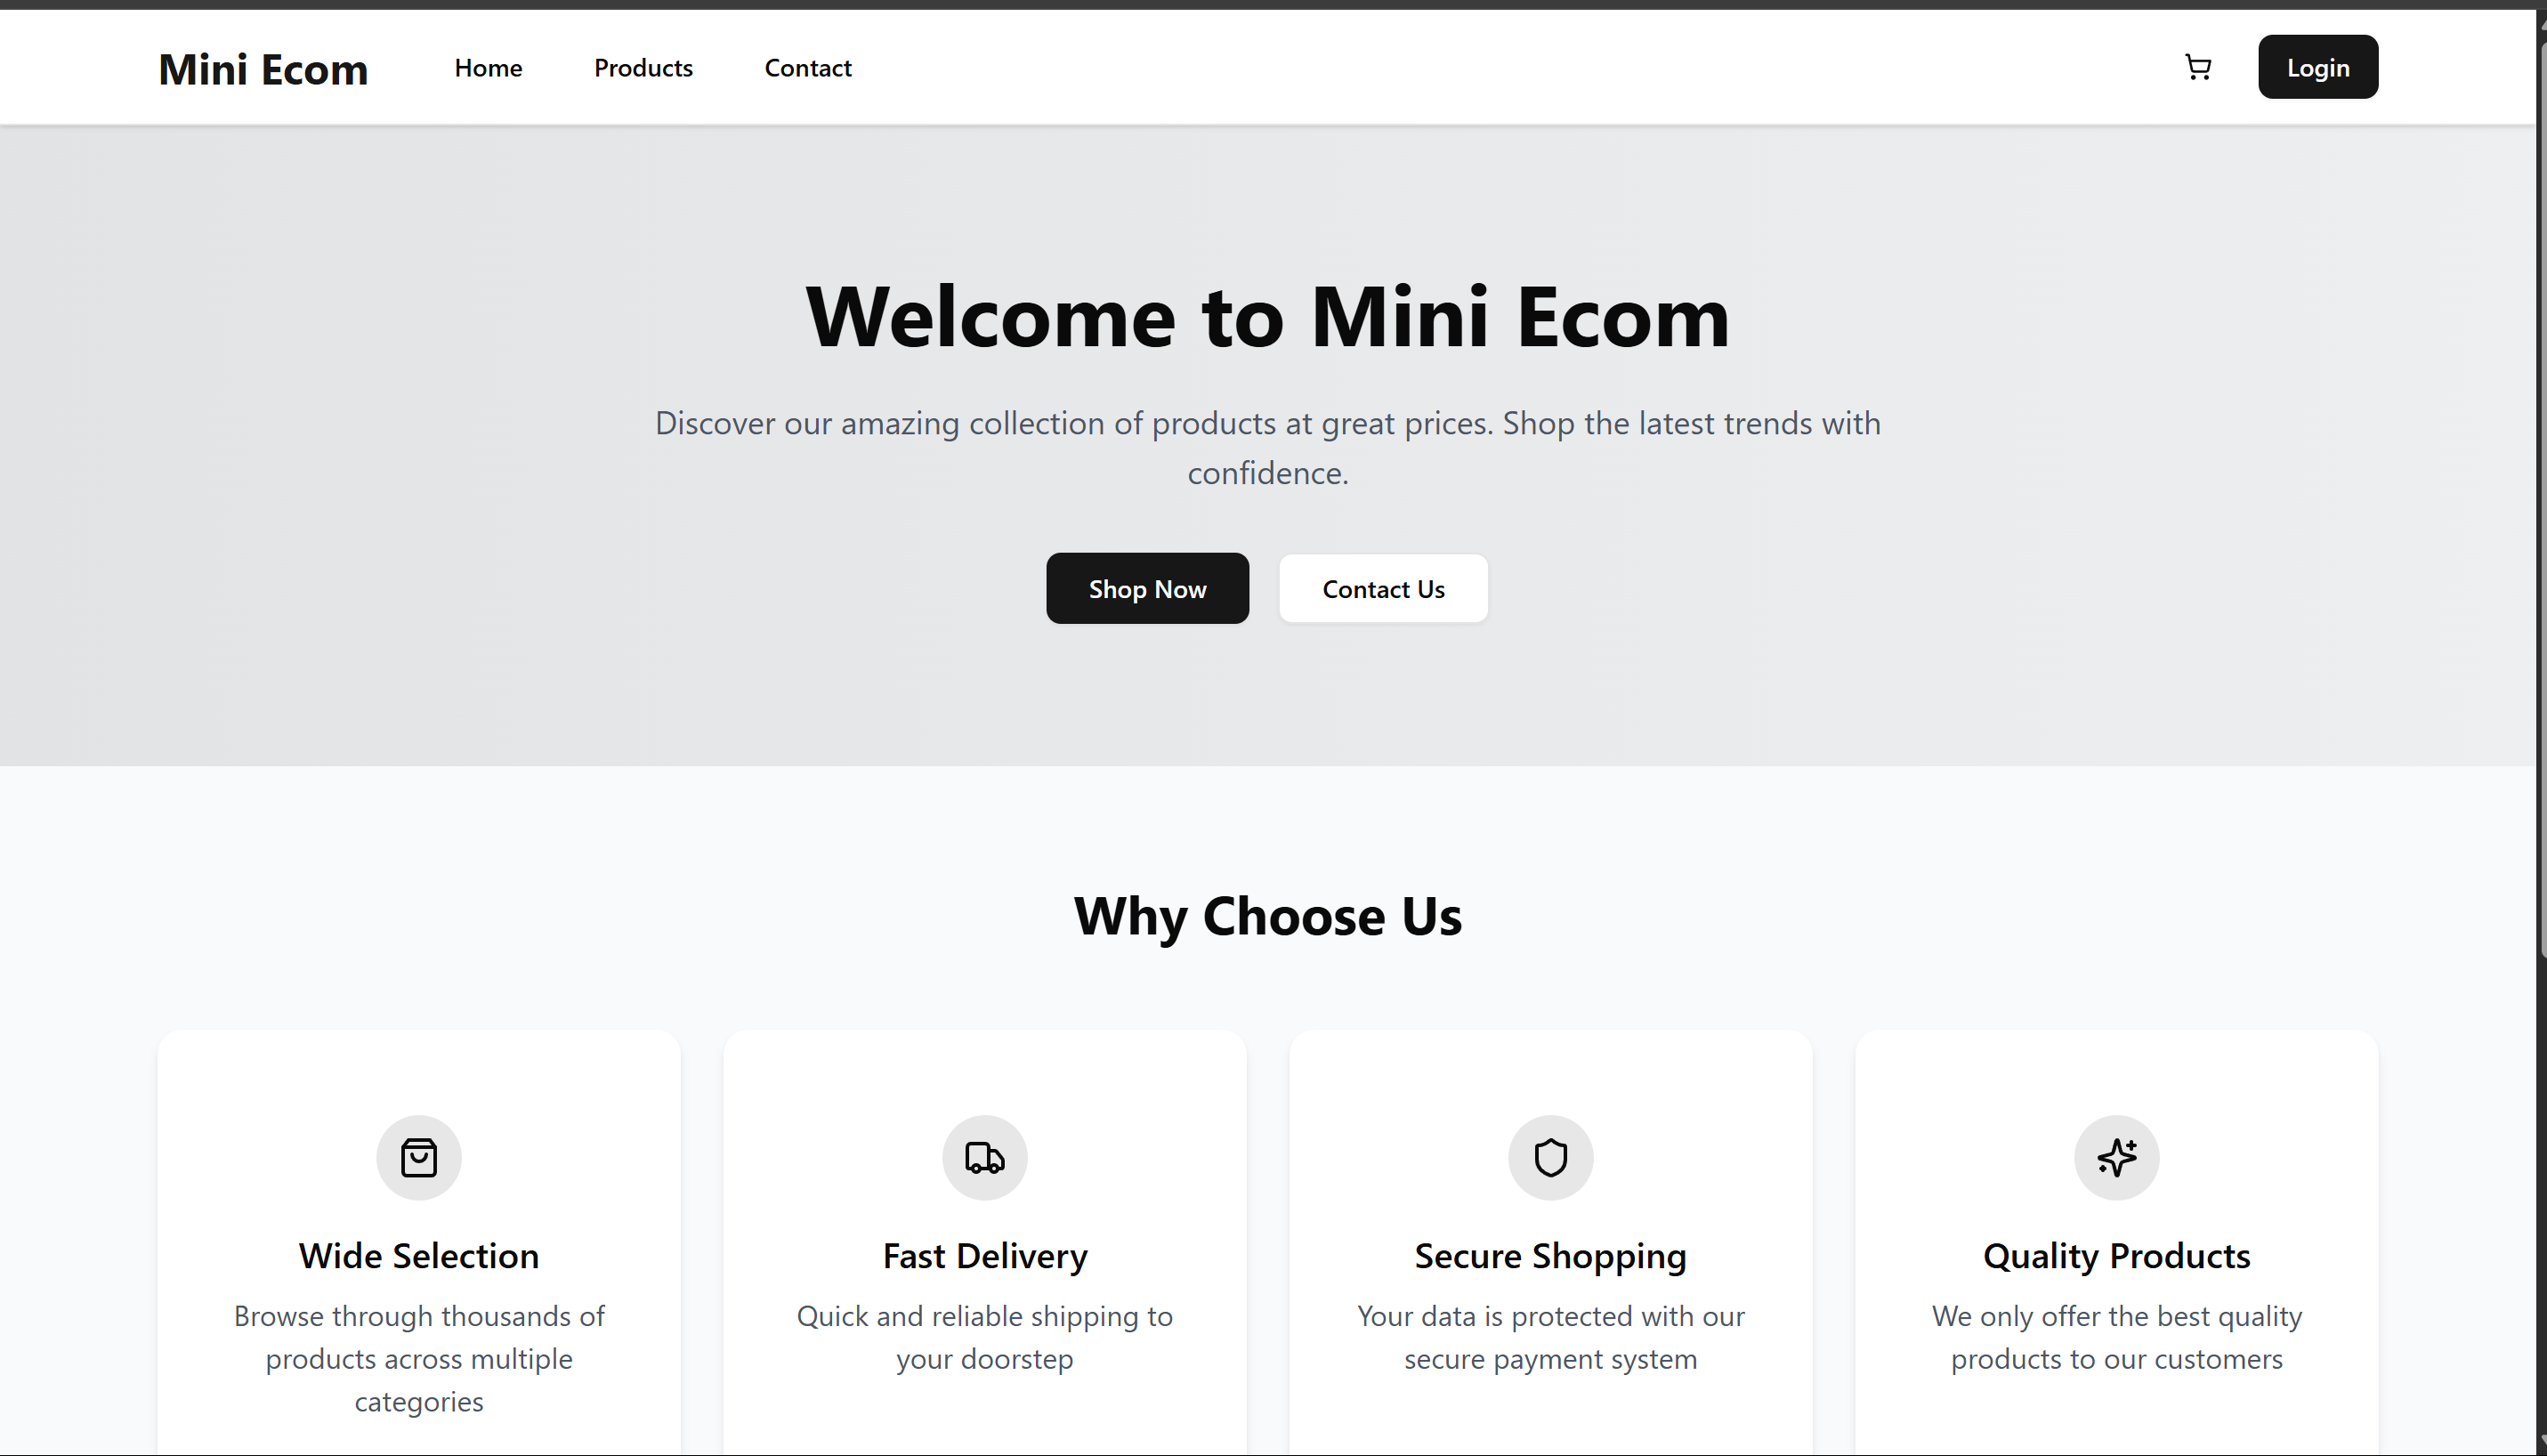 Mini Ecom
Home
Products
Contact
Login
Welcome to Mini Ecom
Discover our amazing collection of products at great prices. Shop the latest trends with
confidence.
Shop Now
Contact Us
Why Choose Us
Wide Selection
Browse through thousands of
products across multiple
categories
Fast Delivery
Quick and reliable shipping to
your doorstep
Secure Shopping
Your data is protected with our
secure payment system
Quality Products
We only offer the best quality
products to our customers